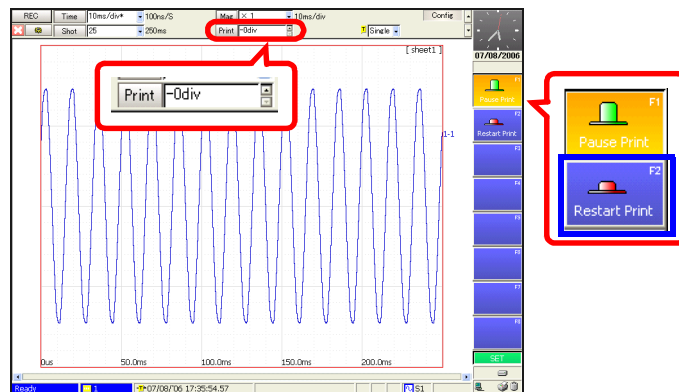 REC Time 10ms/div* 100ns/S Mag × 1 10ms/div Config
Shot 25 250ms Print -0div T Single
[ sheet1 ]
07/08/2006
Print -0div
F1
Pause Print
F2
Restart Print
F3
F4
F5
F6
F7
F8
SET
1-1
0us 50.0ms 100.0ms 150.0ms 200.0ms
Ready 1 T 07/08/'06 17:35:54.57 S1
F1
Pause Print
F2
Restart Print